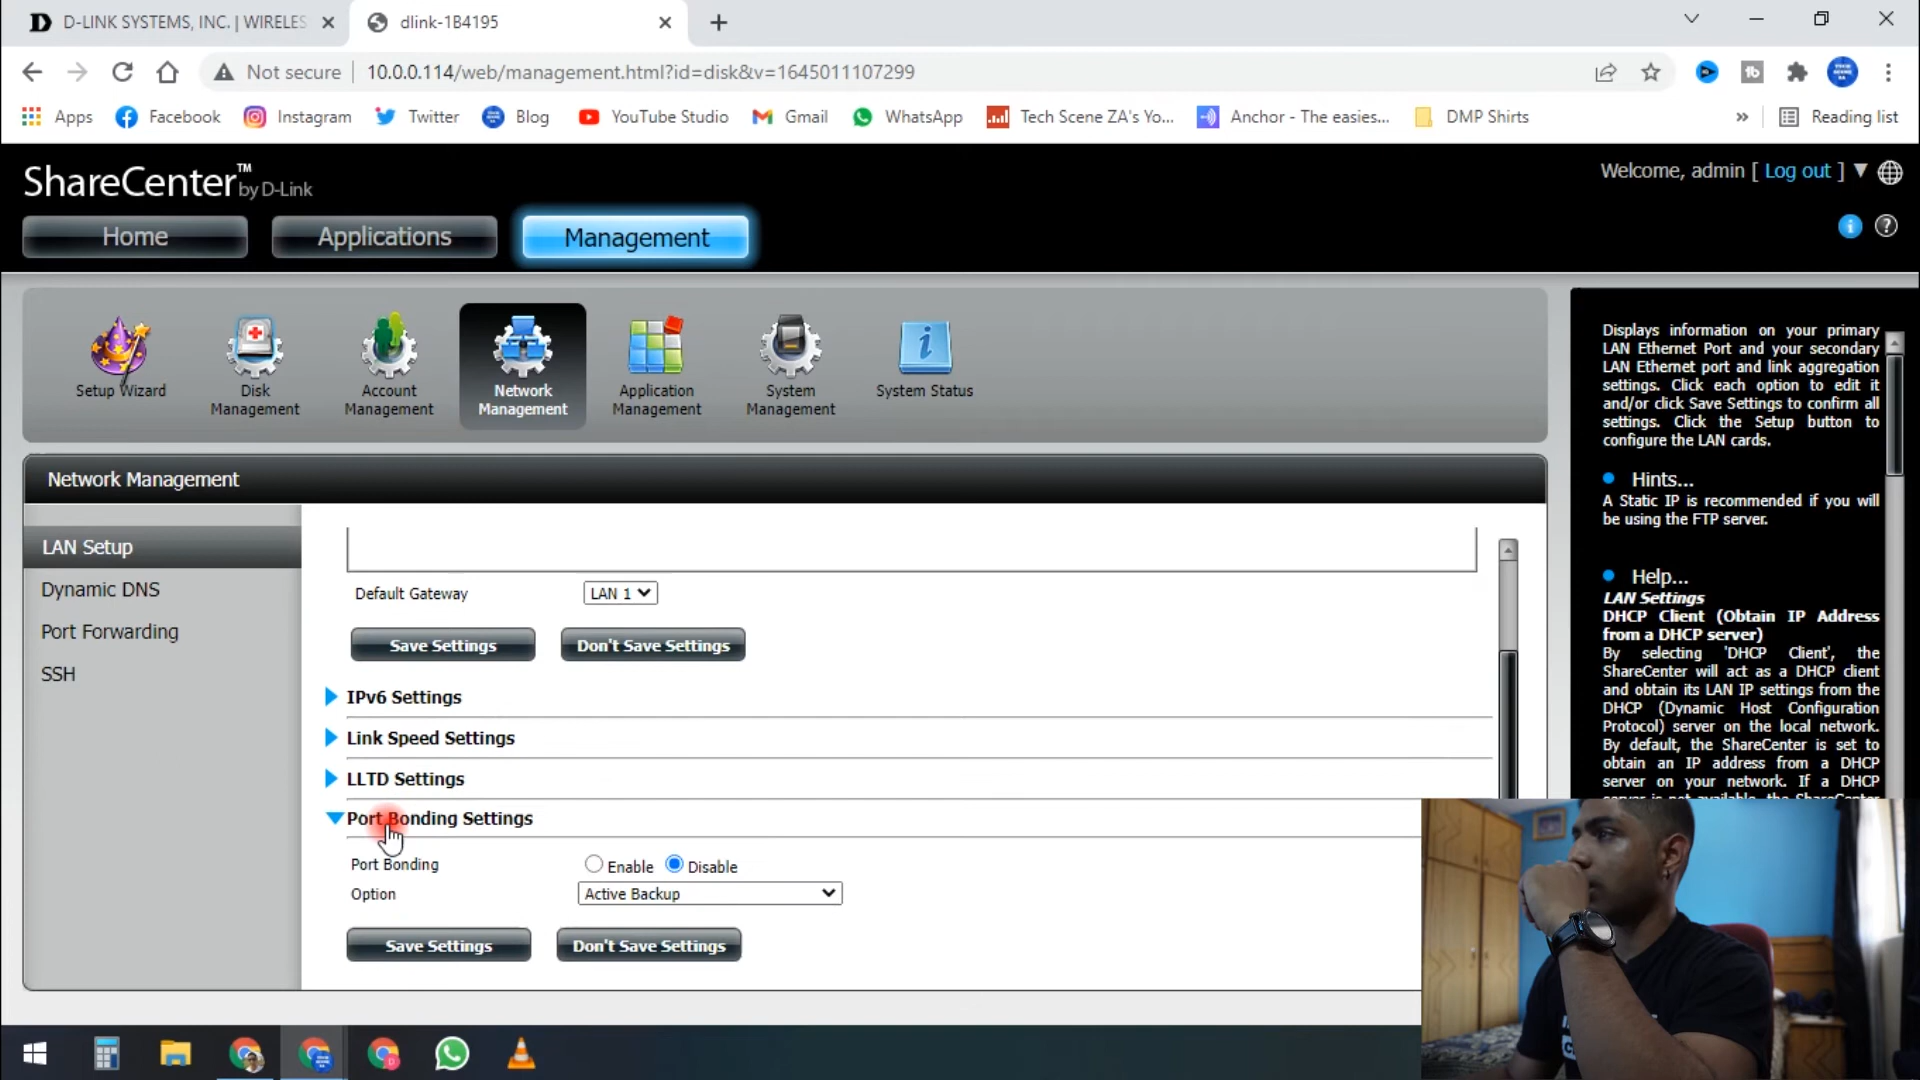 D-LINK SYSTEMS, INC. | WIRELES
dlink-1B4195
Not secure
10.0.0.114/web/management.html?id=disk&v=1645011107299
Apps
Facebook
Instagram
Twitter
Blog
YouTube Studio
Gmail
WhatsApp
Tech Scene ZA's Yo...
Anchor - The easies...
DMP Shirts
»
Reading list
ShareCenter™ by D-Link
Welcome, admin [ Log out ]
Home
Applications
Management
Setup Wizard
Disk
Management
Account
Management
Network
Management
Application
Management
System
Management
System Status
Network Management
LAN Setup
Dynamic DNS
Port Forwarding
SSH
Default Gateway
LAN 1
Save Settings
Don't Save Settings
IPv6 Settings
Link Speed Settings
LLTD Settings
Port Bonding Settings
Port Bonding
Enable
Disable
Option
Active Backup
Save Settings
Don't Save Settings
Displays information on your primary
LAN Ethernet Port and your secondary
LAN Ethernet port and link aggregation
settings. Click each option to edit it
and/or click Save Settings to confirm all
settings. Click the Setup button to
configure the LAN cards.
Hints...
A Static IP is recommended if you will
be using the FTP server.
Help...
LAN Settings
DHCP Client (Obtain IP Address
from a DHCP server)
By selecting 'DHCP Client', the
ShareCenter will act as a DHCP client
and obtain its LAN IP settings from the
DHCP (Dynamic Host Configuration
Protocol) server on the local network.
By default, the ShareCenter is set to
obtain an IP address from a DHCP
server on your network. If a DHCP